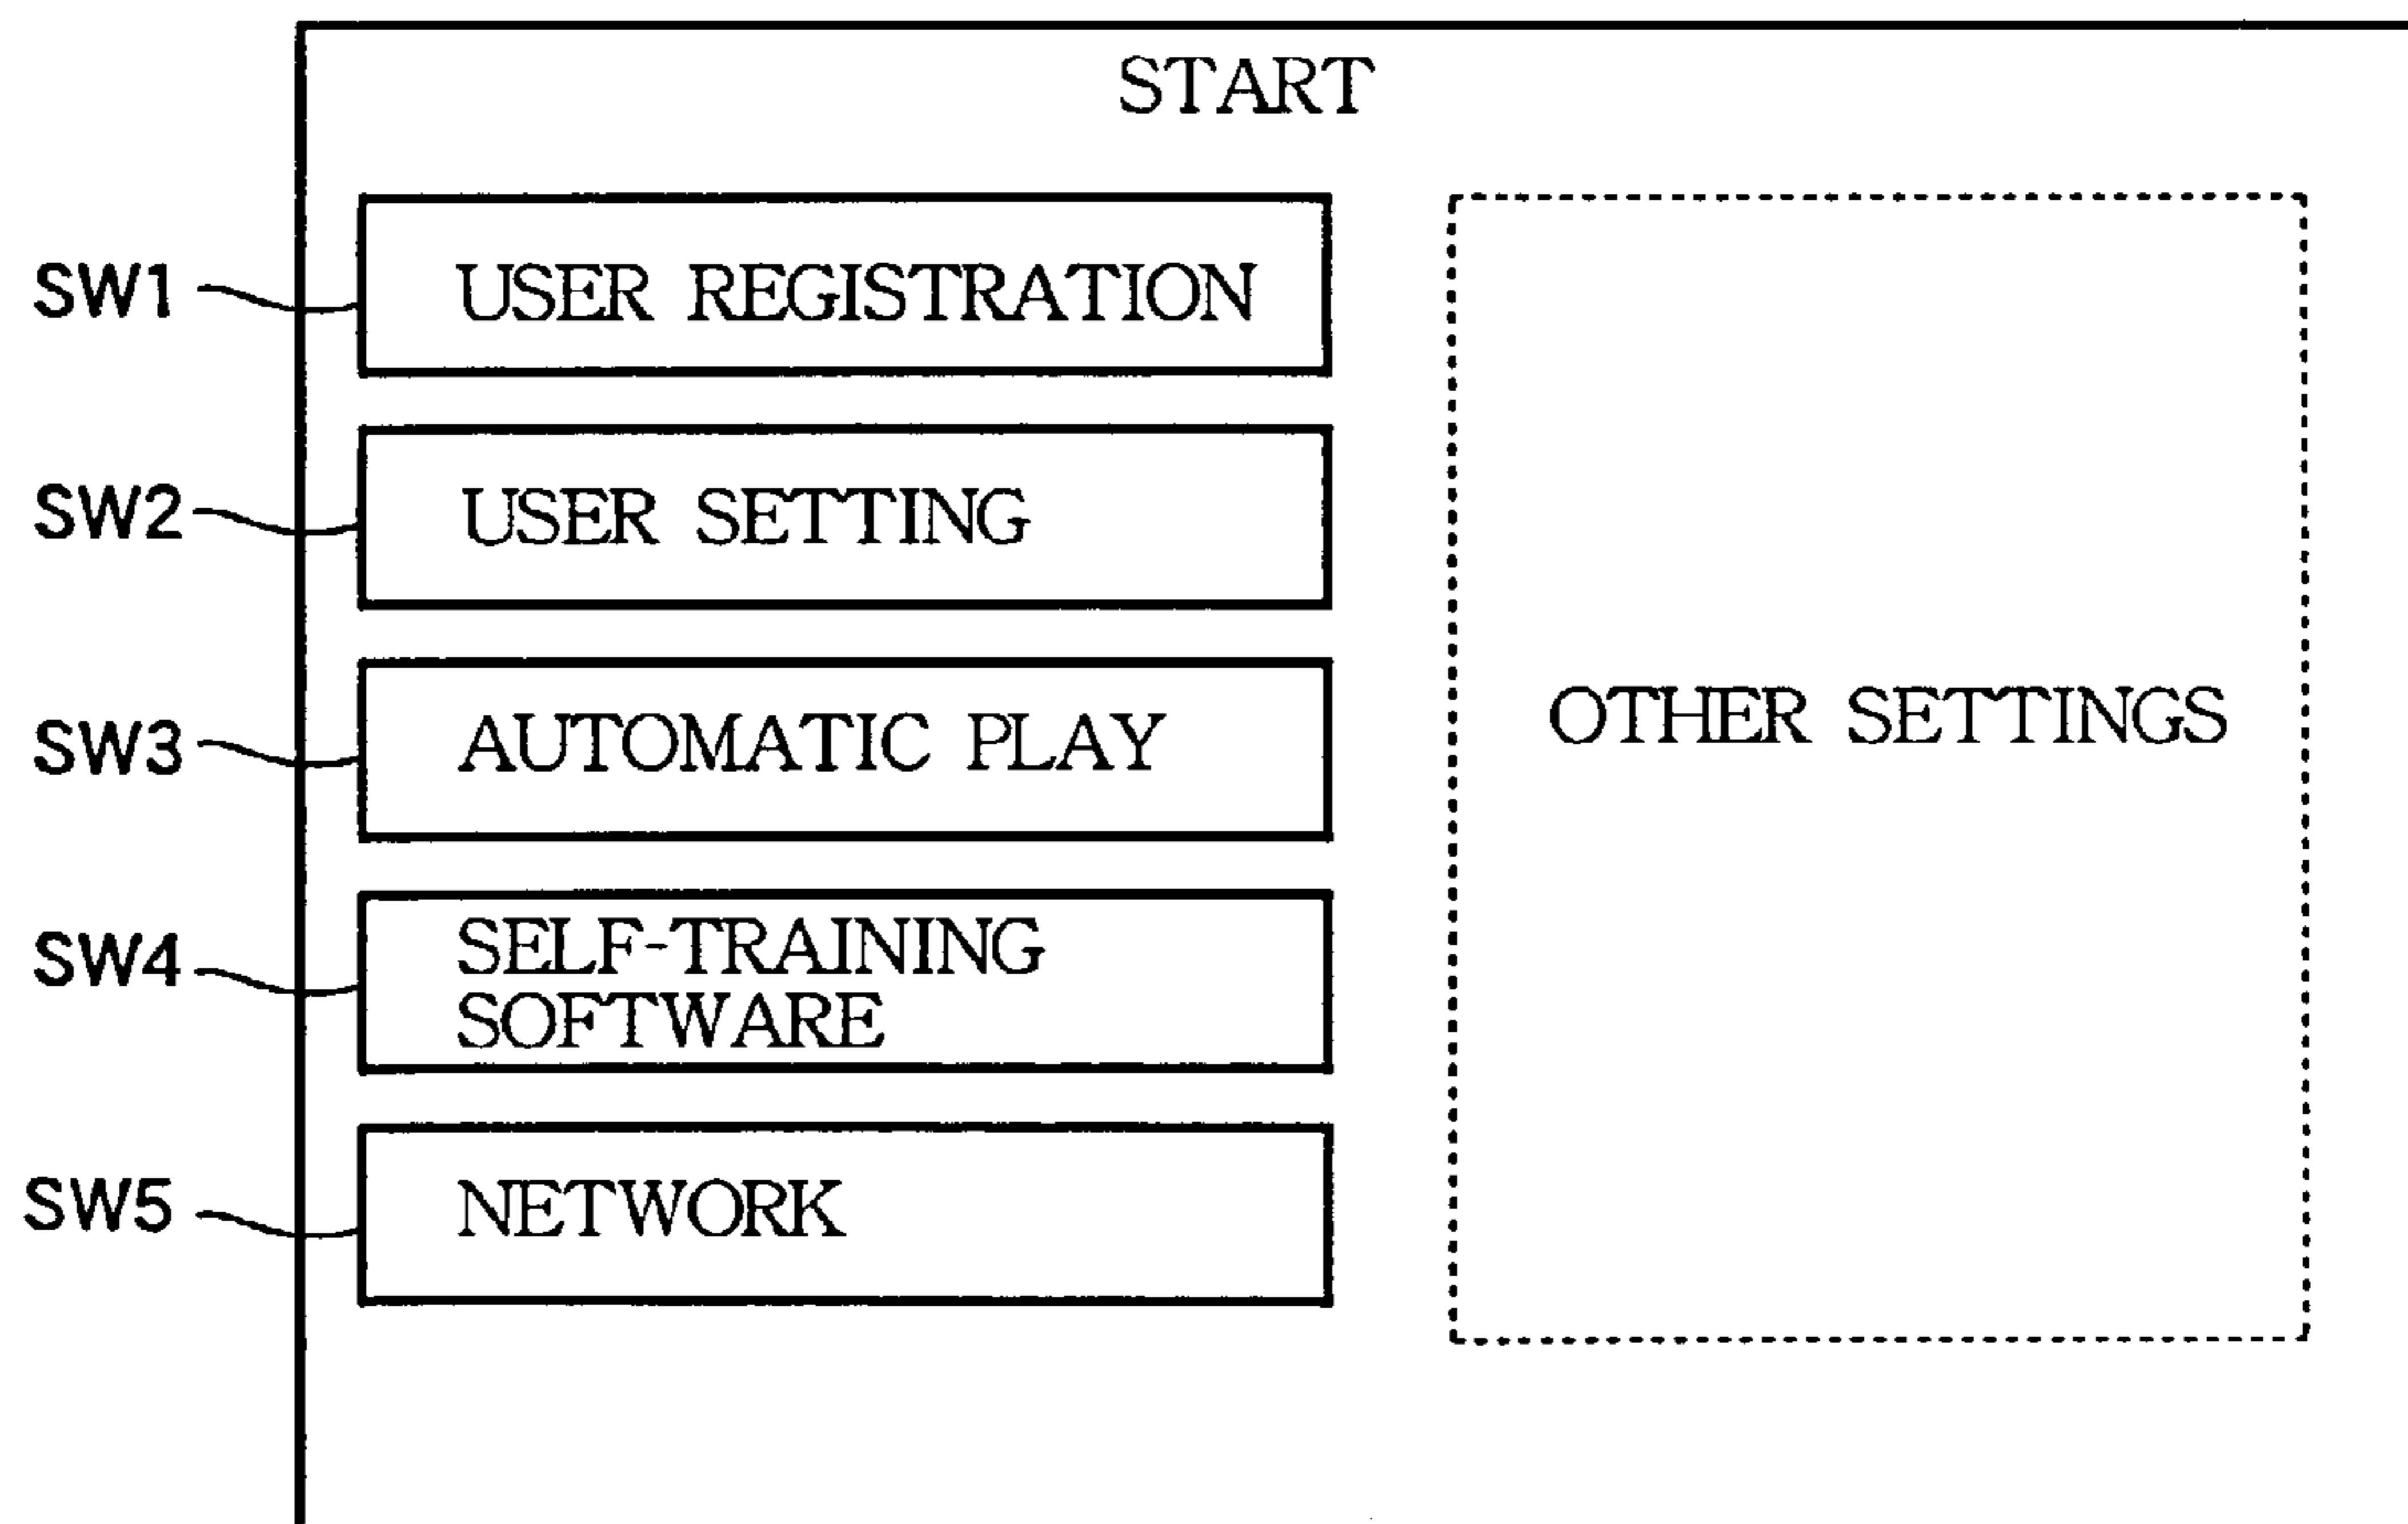 START
SW1 USER REGISTRATION
SW2 USER SETTING
SW3 AUTOMATIC PLAY
OTHER SETTINGS
SW4 SELF-TRAINING
SOFTWARE
SW5 NETWORK